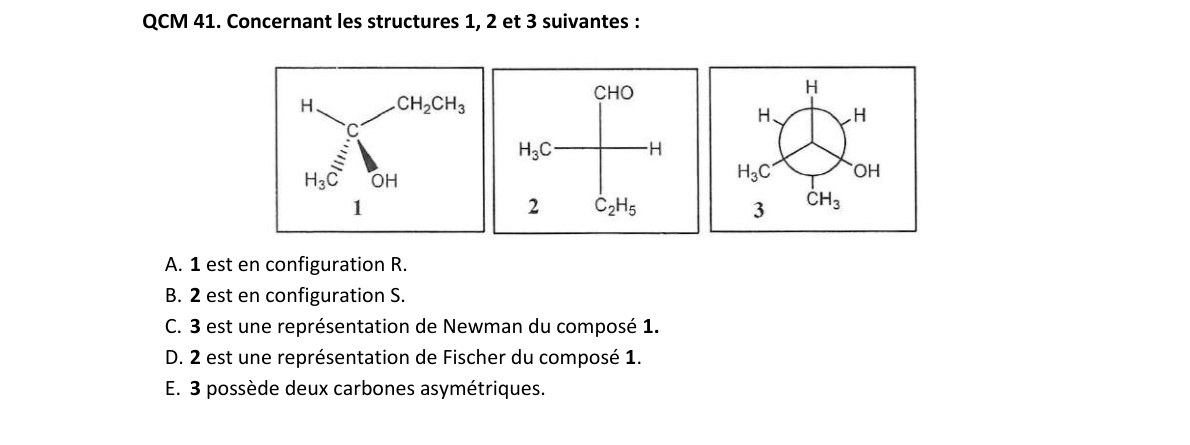 QCM 41. Concernant les structures 1, 2 et 3 suivantes :
H CH₂CH₃
C
H₃C OH
1
CHO
H₃C H
C₂H₅
2
H
H H
H₃C OH
CH₃
3
A. 1 est en configuration R.
B. 2 est en configuration S.
C. 3 est une représentation de Newman du composé 1.
D. 2 est une représentation de Fischer du composé 1.
E. 3 possède deux carbones asymétriques.